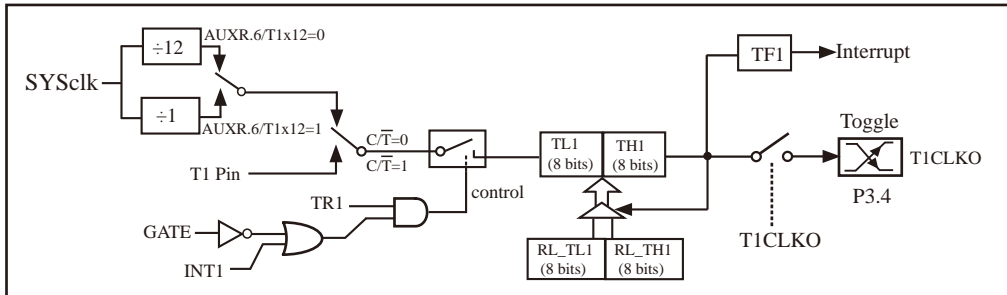 ÷12
AUXR.6/T1x12=0
SYSclk
÷1
AUXR.6/T1x12=1
T1 Pin
C/T̅=0
C/T̅=1
control
TR1
GATE
INT1
TL1
(8 bits)
TH1
(8 bits)
RL_TL1
(8 bits)
RL_TH1
(8 bits)
TF1
Interrupt
Toggle
T1CLKO
P3.4
T1CLKO